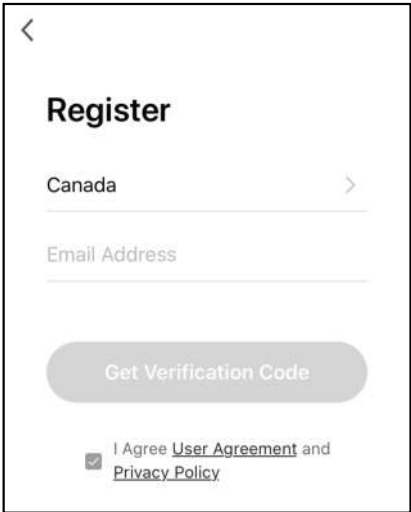 Register
Canada
Email Address
Get Verification Code
I Agree User Agreement and
Privacy Policy